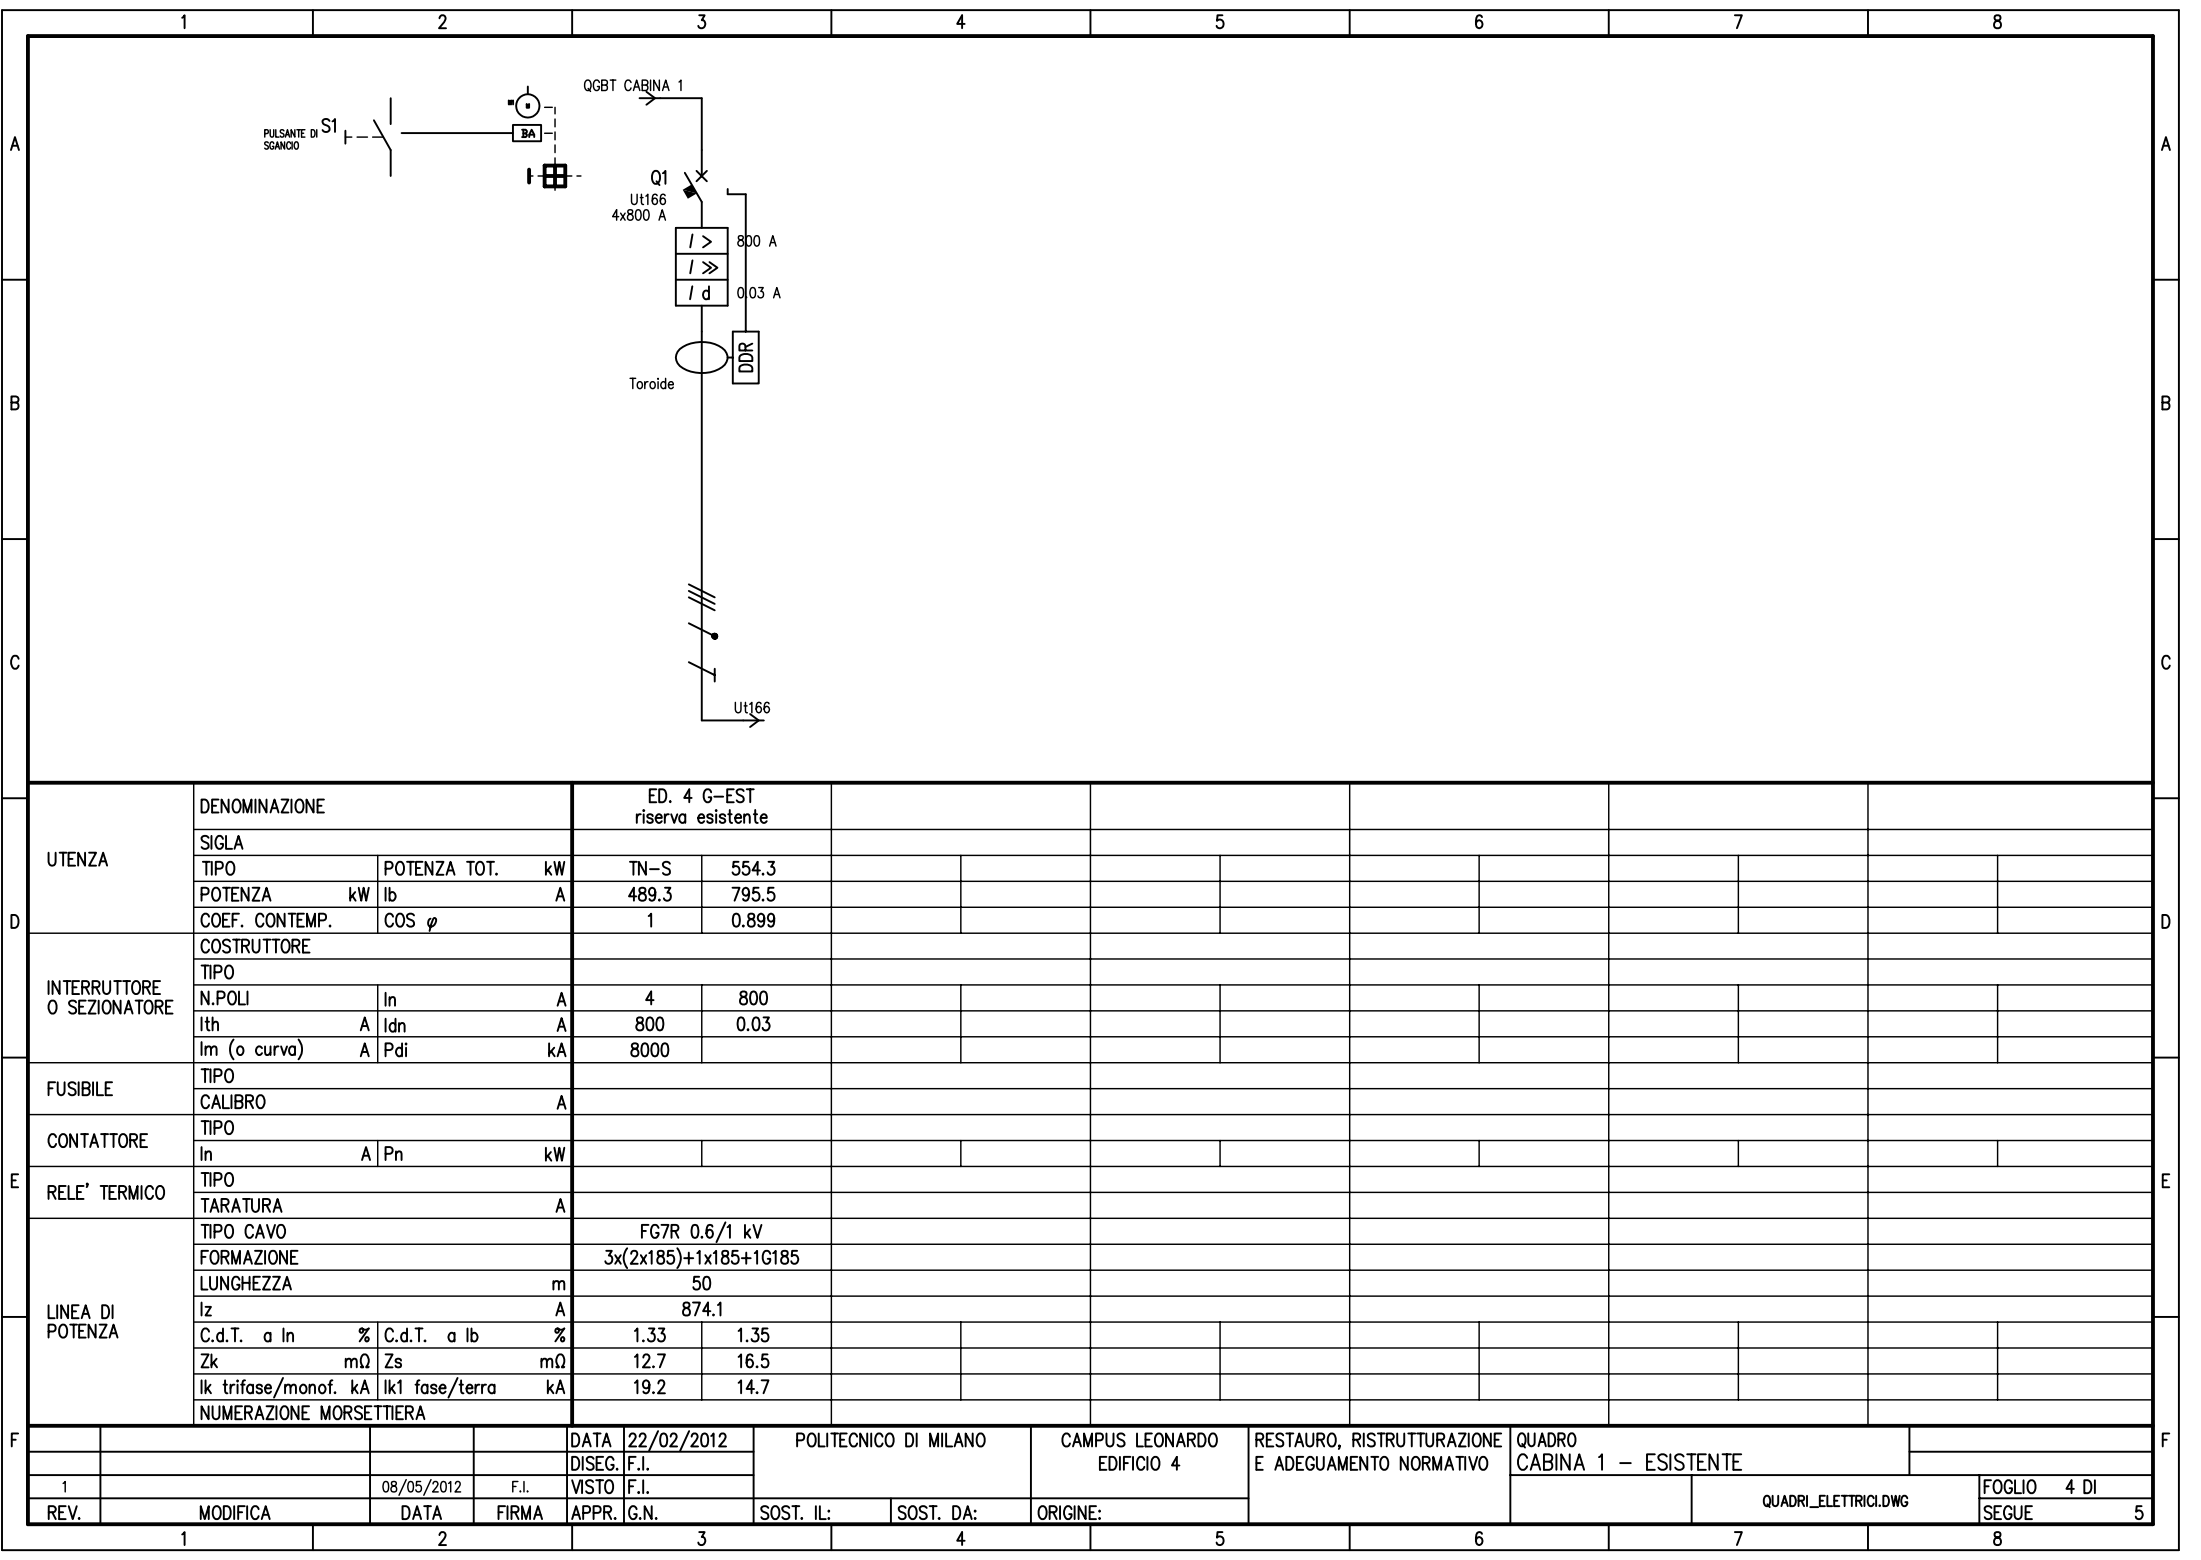 1 2 3 4 5 6 7 8
A A
B B
C C
D D
E E
F F
QGBT CABINA 1
PULSANTE DI
SGANCIO
S1
BA
Q1
Ut166
4x800 A
I > 800 A
I ≫
I d 0.03 A
DDR
Toroide
Ut166
UTENZA
DENOMINAZIONE ED. 4 G-EST
riserva esistente
SIGLA
TIPO POTENZA TOT. kW TN-S 554.3
POTENZA kW Ib A 489.3 795.5
COEF. CONTEMP. COS φ 1 0.899
INTERRUTTORE
O SEZIONATORE
COSTRUTTORE
TIPO
N.POLI In A 4 800
Ith A Idn A 800 0.03
Im (o curva) A Pdi kA 8000
FUSIBILE
TIPO
CALIBRO A
CONTATTORE
TIPO
In A Pn kW
RELE' TERMICO
TIPO
TARATURA A
LINEA DI
POTENZA
TIPO CAVO FG7R 0.6/1 kV
FORMAZIONE 3x(2x185)+1x185+1G185
LUNGHEZZA m 50
Iz A 874.1
C.d.T. a In % C.d.T. a Ib % 1.33 1.35
Zk mΩ Zs mΩ 12.7 16.5
Ik trifase/monof. kA Ik1 fase/terra kA 19.2 14.7
NUMERAZIONE MORSETTIERA
1 08/05/2012 F.I.
REV. MODIFICA DATA FIRMA
DATA 22/02/2012
DISEG. F.I.
VISTO F.I.
APPR. G.N.
POLITECNICO DI MILANO
SOST. IL: SOST. DA:
CAMPUS LEONARDO
EDIFICIO 4
ORIGINE:
RESTAURO, RISTRUTTURAZIONE
E ADEGUAMENTO NORMATIVO
QUADRO
CABINA 1 - ESISTENTE
QUADRI_ELETTRICI.DWG
FOGLIO 4 DI
SEGUE 5
1 2 3 4 5 6 7 8